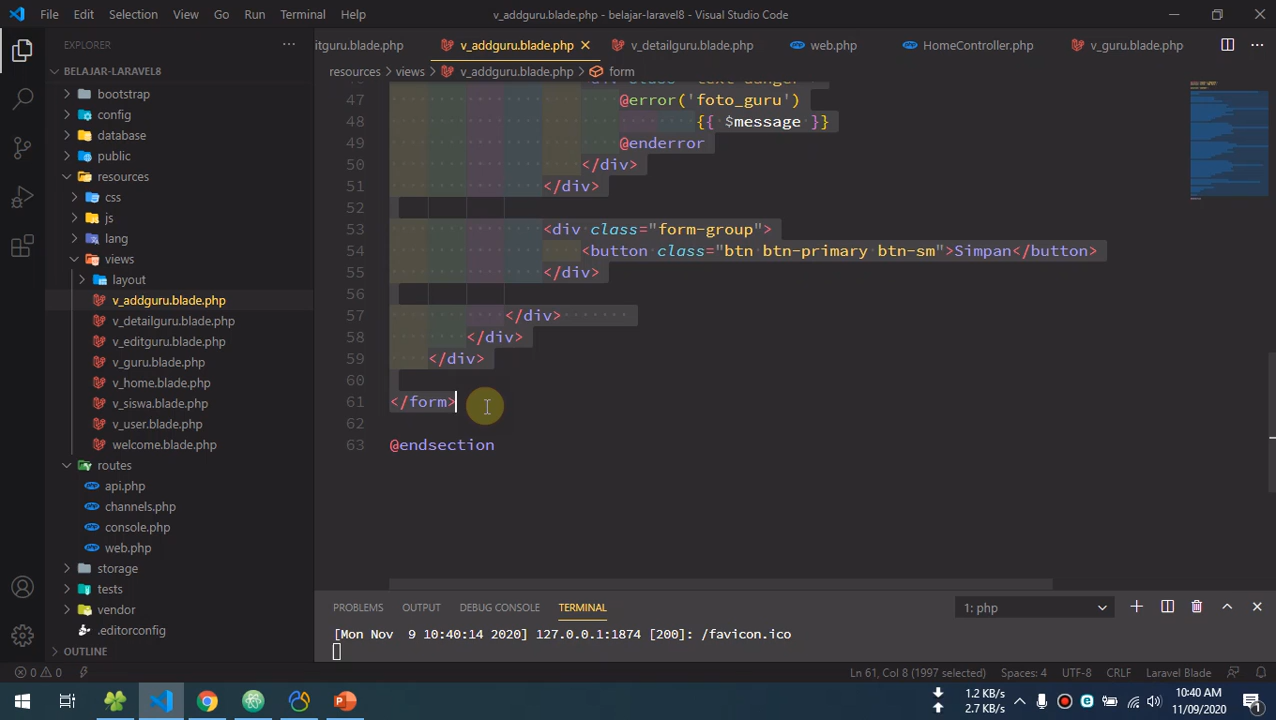 File Edit Selection View Go Run Terminal Help
v_addguru.blade.php - belajar-laravel8 - Visual Studio Code
EXPLORER
itguru.blade.php v_addguru.blade.php v_detailguru.blade.php web.php HomeController.php v_guru.blade.php
BELAJAR-LARAVEL8
resources > views > v_addguru.blade.php > form
bootstrap
config
database
public
resources
css
js
lang
views
layout
v_addguru.blade.php
v_detailguru.blade.php
v_editguru.blade.php
v_guru.blade.php
v_home.blade.php
v_siswa.blade.php
v_user.blade.php
welcome.blade.php
routes
api.php
channels.php
console.php
web.php
storage
tests
vendor
.editorconfig
OUTLINE
47 @error('foto_guru')
48 {{ $message }}
49 @enderror
50 </div>
51 </div>
52
53 <div class="form-group">
54 <button class="btn btn-primary btn-sm">Simpan</button>
55 </div>
56
57 </div>
58 </div>
59 </div>
60
61 </form>
62
63 @endsection
PROBLEMS OUTPUT DEBUG CONSOLE TERMINAL 1: php
[Mon Nov  9 10:40:14 2020] 127.0.0.1:1874 [200]: /favicon.ico
0 0 Ln 61, Col 8 (1997 selected) Spaces: 4 UTF-8 CRLF Laravel Blade
1.2 KB/s
2.7 KB/s
10:40 AM
11/09/2020
1